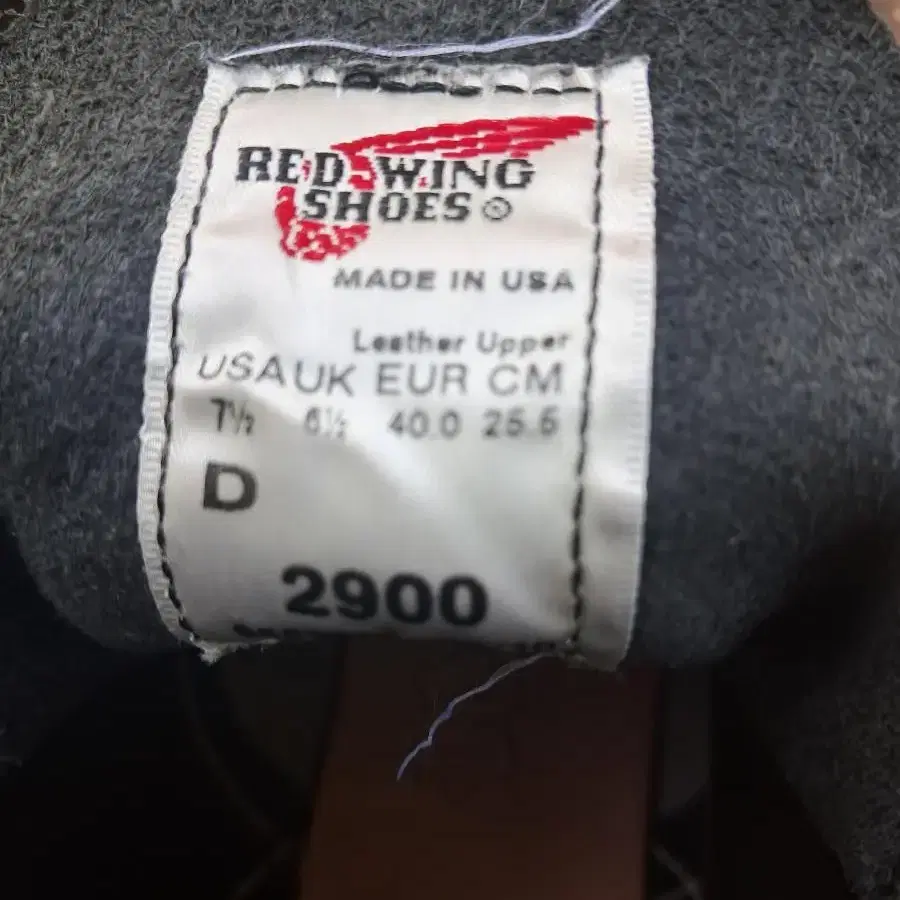 RED WING
SHOES ®
MADE IN USA
Leather Upper
USA UK EUR CM
7½ 6½ 40.0 25.5
D
2900